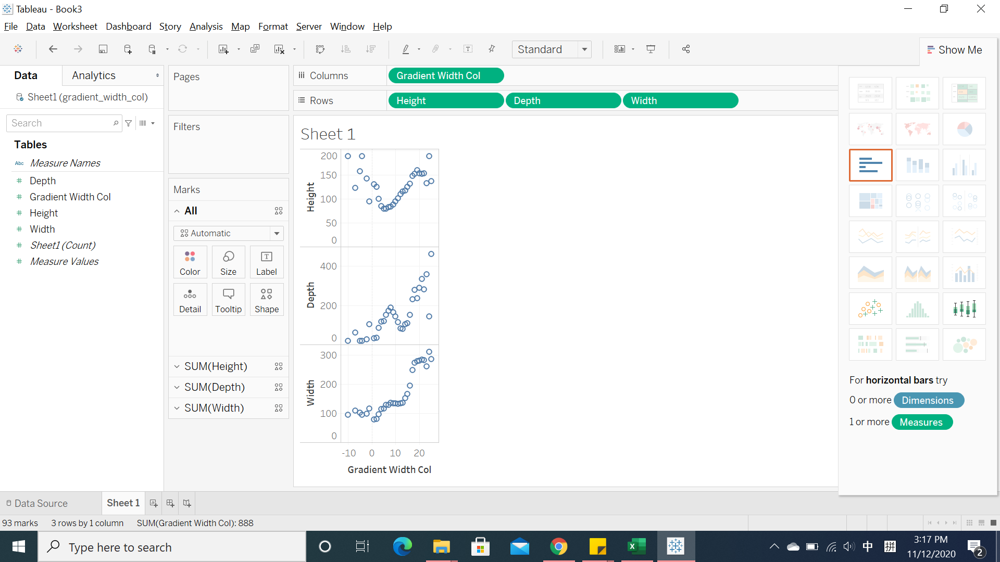 Tableau - Book3
File Data Worksheet Dashboard Story Analysis Map Format Server Window Help
Standard
Show Me
Data
Analytics
Sheet1 (gradient_width_col)
Search
Tables
Abc Measure Names
# Depth
# Gradient Width Col
# Height
# Width
# Sheet1 (Count)
# Measure Values
Pages
Filters
Marks
All
Automatic
Color Size Label
Detail Tooltip Shape
SUM(Height)
SUM(Depth)
SUM(Width)
Columns Gradient Width Col
Rows Height Depth Width
Sheet 1
Height
200
150
100
50
0
Depth
400
200
0
Width
300
200
100
0
-10 0 10 20
Gradient Width Col
For horizontal bars try
0 or more Dimensions
1 or more Measures
Data Source Sheet 1
93 marks 3 rows by 1 column SUM(Gradient Width Col): 888
Type here to search
中 拼
3:17 PM
11/12/2020
2